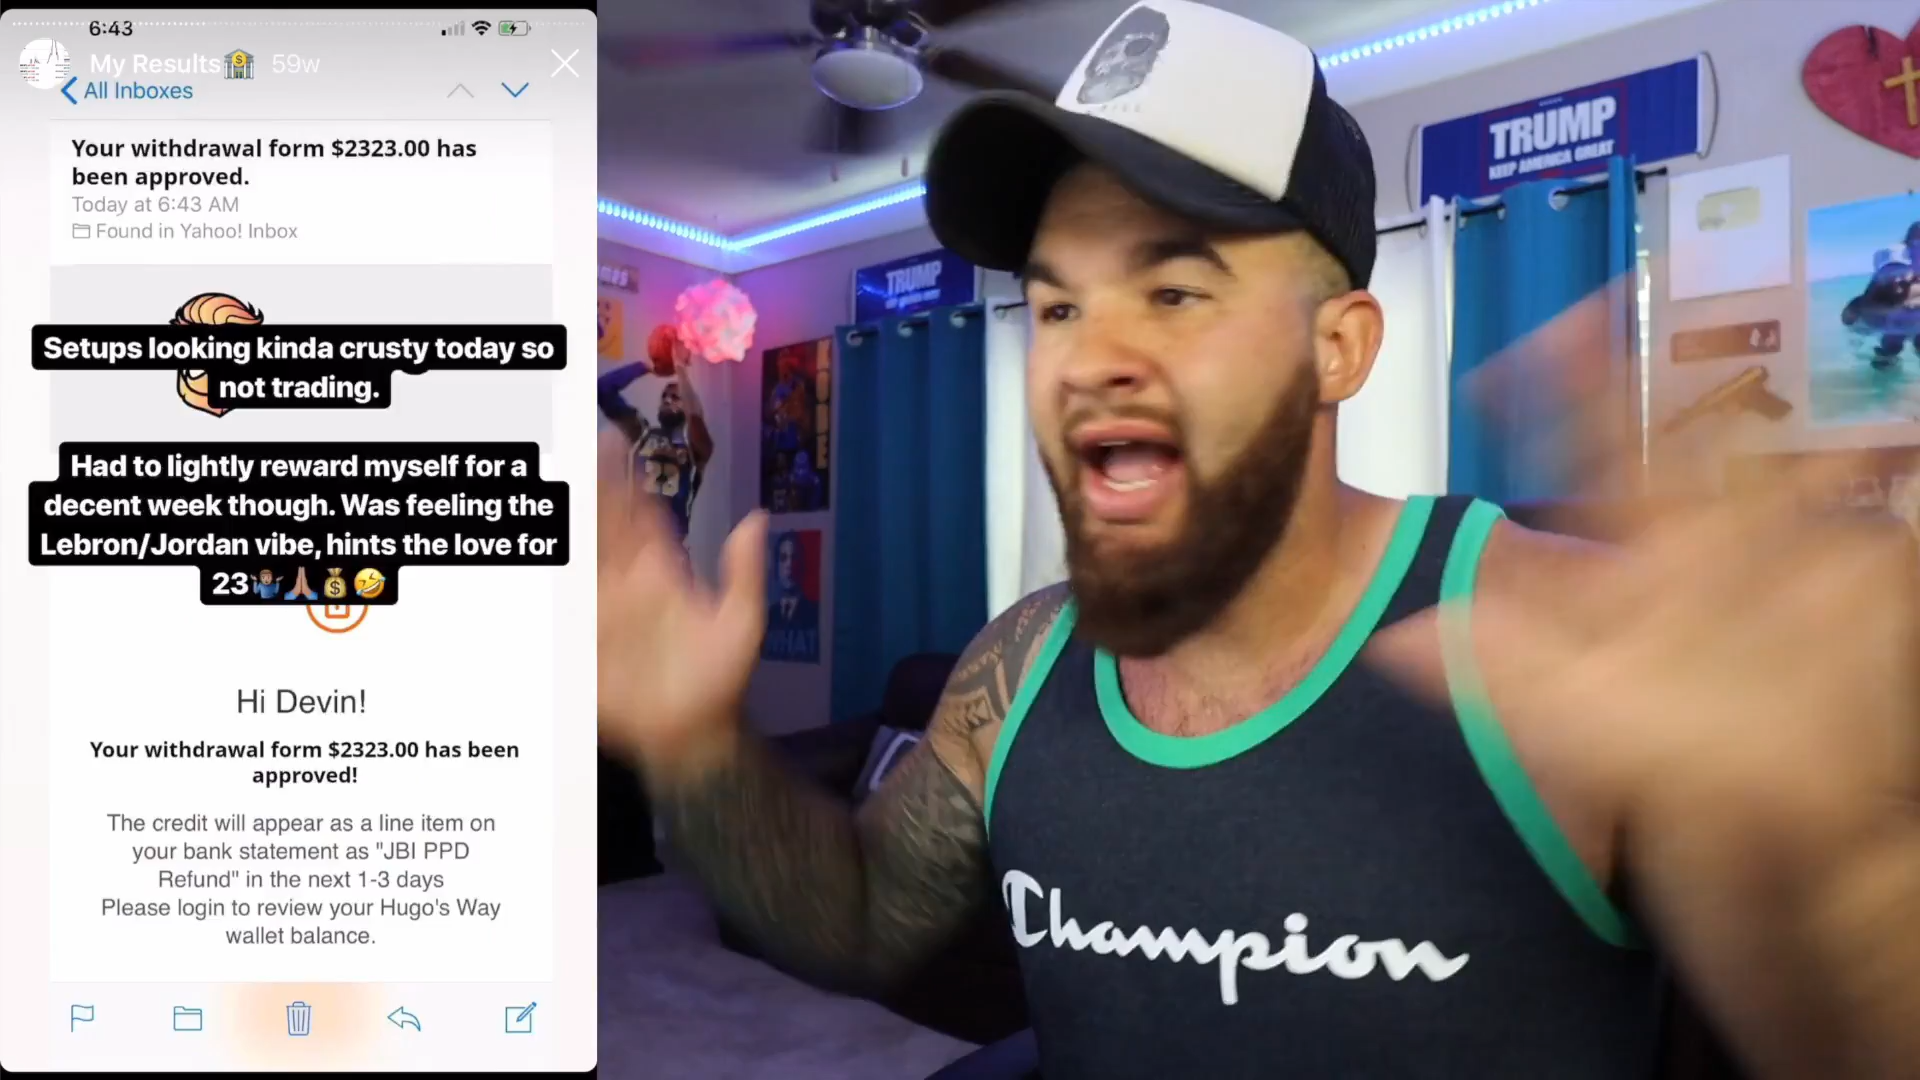 6:43
My Results 59w
All Inboxes
Your withdrawal form $2323.00 has
been approved.
Today at 6:43 AM
Found in Yahoo! Inbox
Setups looking kinda crusty today so
not trading.
Had to lightly reward myself for a
decent week though. Was feeling the
Lebron/Jordan vibe, hints the love for
23🤷🏽‍♂️🙏🏽💰🤣
Hi Devin!
Your withdrawal form $2323.00 has been
approved!
The credit will appear as a line item on
your bank statement as "JBI PPD
Refund" in the next 1-3 days
Please login to review your Hugo's Way
wallet balance.
TRUMP
KEEP AMERICA GREAT
TRUMP
23
17
WHAT
Champion